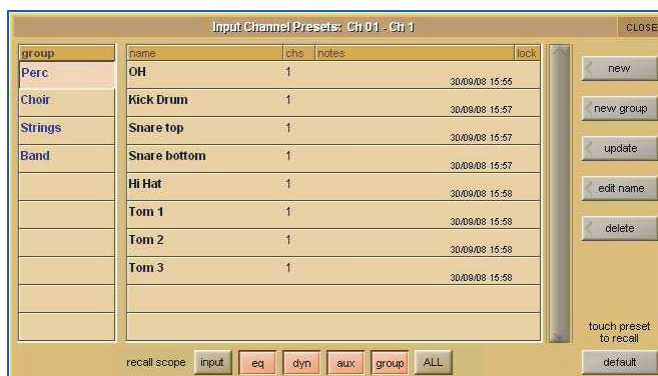 Input Channel Presets: Ch 01 - Ch 1
CLOSE
group
name chs notes lock
Perc
Choir
Strings
Band
OH 1 30/09/08 15:55
Kick Drum 1 30/09/08 15:57
Snare top 1 30/09/08 15:57
Snare bottom 1 30/09/08 15:57
Hi Hat 1 30/09/08 15:58
Tom 1 1 30/09/08 15:58
Tom 2 1 30/09/08 15:58
Tom 3 1 30/09/08 15:58
new
new group
update
edit name
delete
touch preset
to recall
default
recall scope input eq dyn aux group ALL